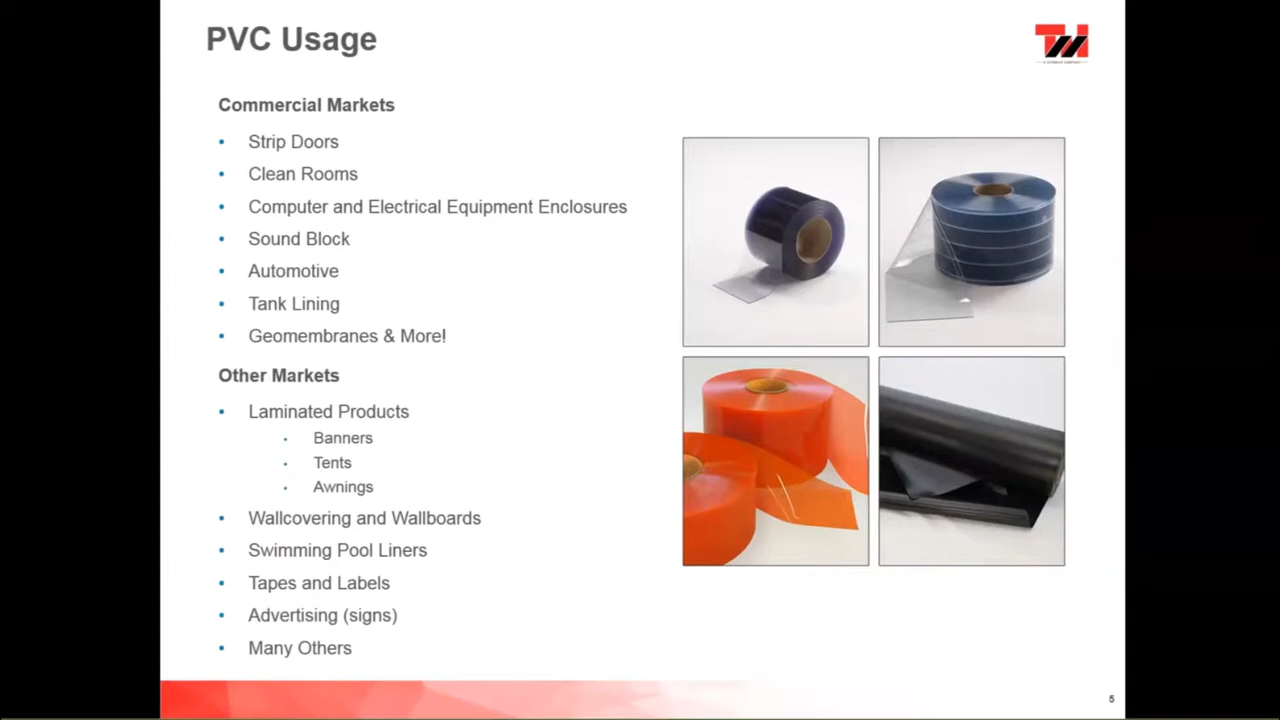 PVC Usage
Commercial Markets
• Strip Doors
• Clean Rooms
• Computer and Electrical Equipment Enclosures
• Sound Block
• Automotive
• Tank Lining
• Geomembranes & More!
Other Markets
• Laminated Products
• Banners
• Tents
• Awnings
• Wallcovering and Wallboards
• Swimming Pool Liners
• Tapes and Labels
• Advertising (signs)
• Many Others
5